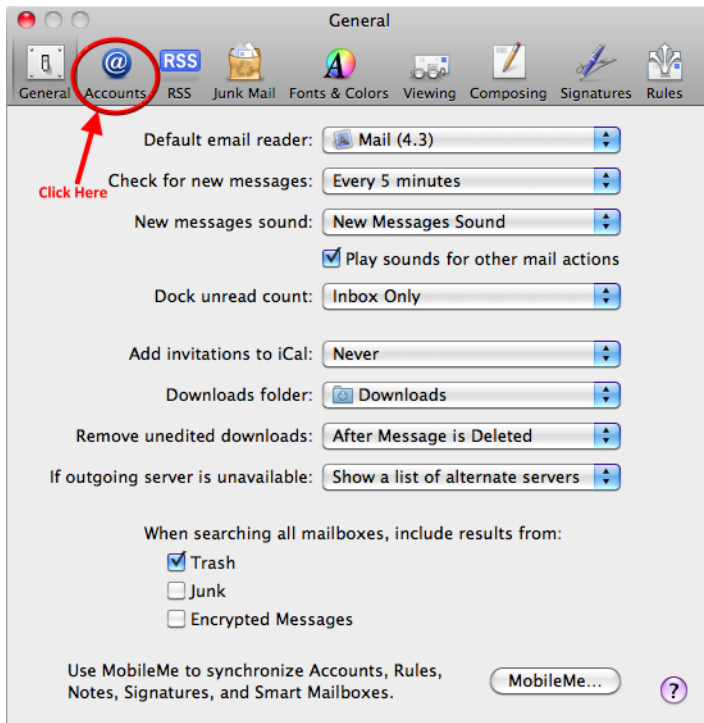 General
@ RSS
General Accounts RSS Junk Mail Fonts & Colors Viewing Composing Signatures Rules
Default email reader: Mail (4.3)
Click Here
Check for new messages: Every 5 minutes
New messages sound: New Messages Sound
Play sounds for other mail actions
Dock unread count: Inbox Only
Add invitations to iCal: Never
Downloads folder: Downloads
Remove unedited downloads: After Message is Deleted
If outgoing server is unavailable: Show a list of alternate servers
When searching all mailboxes, include results from:
Trash
Junk
Encrypted Messages
Use MobileMe to synchronize Accounts, Rules,
Notes, Signatures, and Smart Mailboxes.
MobileMe...
?